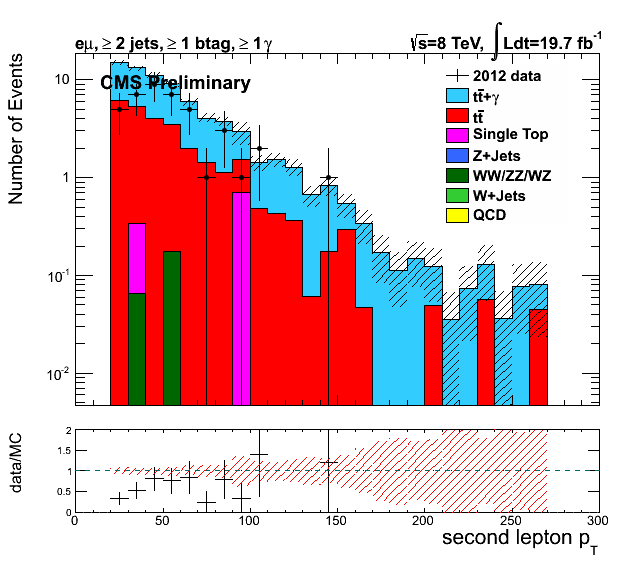 eμ, ≥ 2 jets, ≥ 1 btag, ≥ 1γ
√s=8 TeV, ∫ Ldt=19.7 fb⁻¹
CMS Preliminary
2012 data
tt̄+γ
tt̄
Single Top
Z+Jets
WW/ZZ/WZ
W+Jets
QCD
Number of Events
10
1
10⁻¹
10⁻²
data/MC
2
1.5
1
0.5
0
0 50 100 150 200 250 300
second lepton p_T